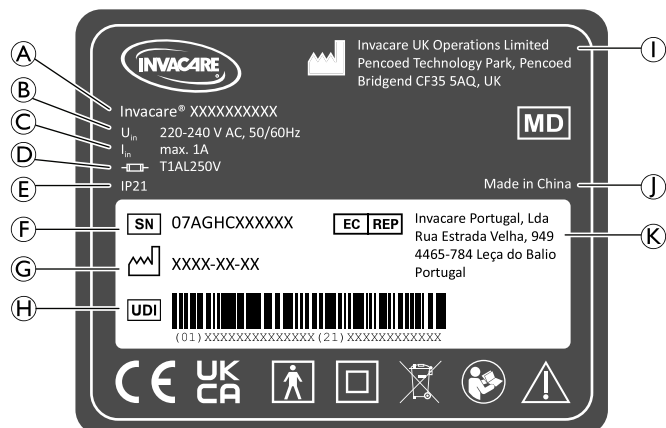 INVACARE
Invacare UK Operations Limited
Pencoed Technology Park, Pencoed
Bridgend CF35 5AQ, UK
A
Invacare® XXXXXXXXXX
MD
B
Uin 220-240 V AC, 50/60Hz
C
Iin max. 1A
D
T1AL250V
E
IP21
Made in China
I
J
F
SN 07AGHCXXXXXX
G
XXXX-XX-XX
H
UDI
(01)XXXXXXXXXXXXXX(21)XXXXXXXXXXXX
EC REP
Invacare Portugal, Lda
Rua Estrada Velha, 949
4465-784 Leça do Balio
Portugal
K
CE
UK
CA